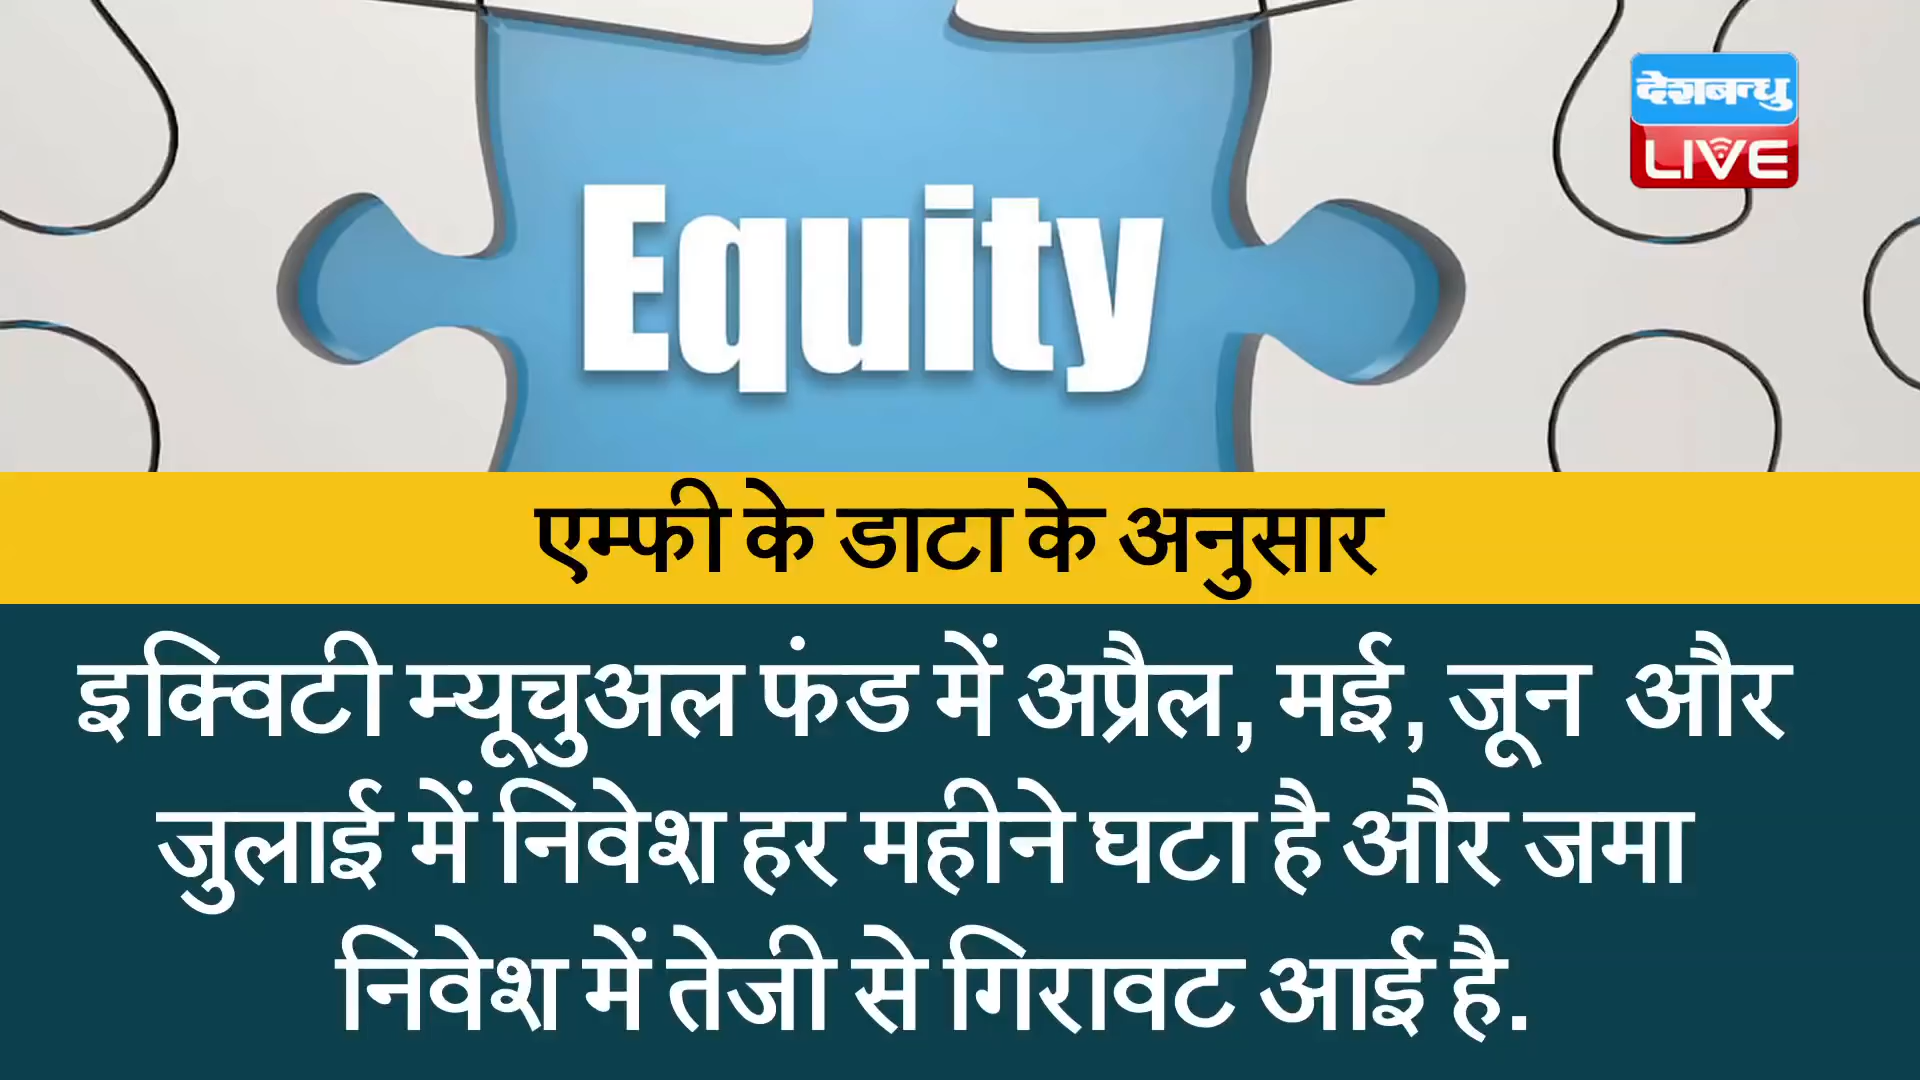 देशबन्धु
LIVE
Equity
एम्फी के डाटा के अनुसार
इक्विटी म्यूचुअल फंड में अप्रैल, मई, जून और
जुलाई में निवेश हर महीने घटा है और जमा
निवेश में तेजी से गिरावट आई है.